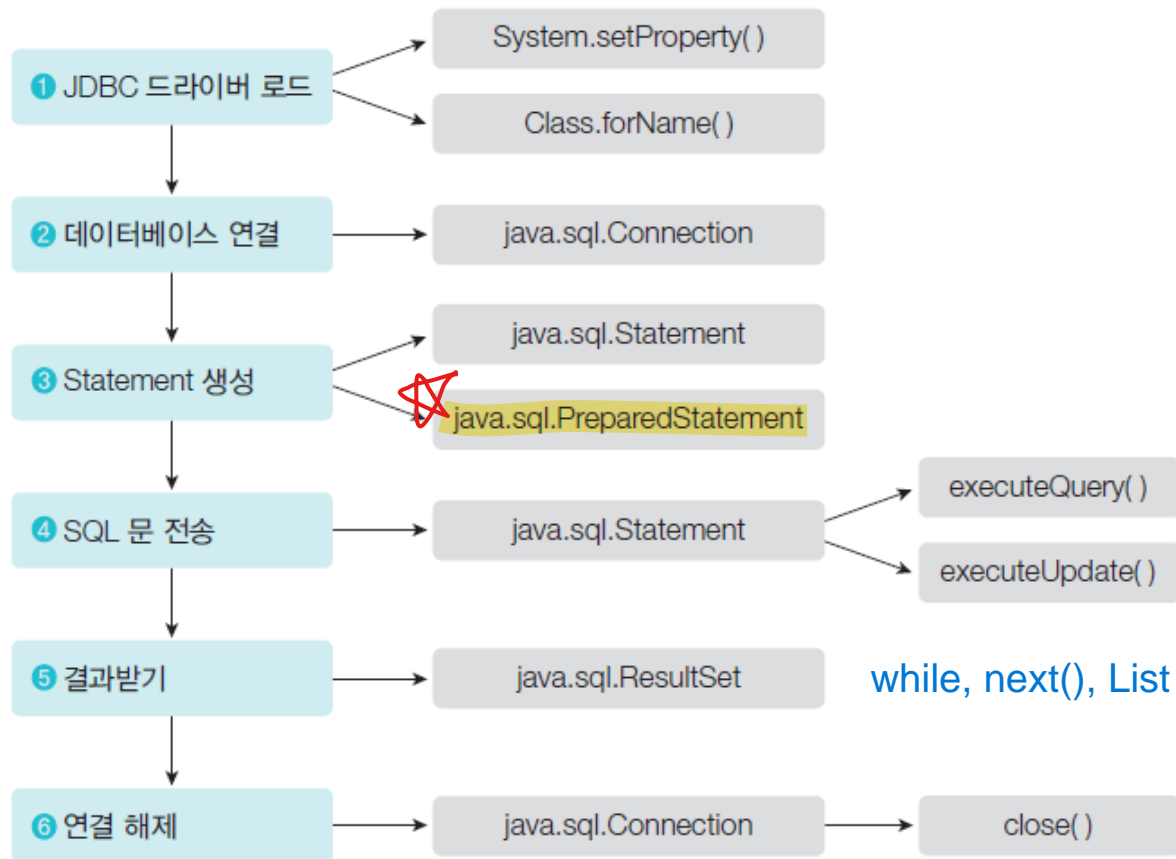 ❶ JDBC 드라이버 로드
System.setProperty( )
Class.forName( )
❷ 데이터베이스 연결
java.sql.Connection
❸ Statement 생성
java.sql.Statement
java.sql.PreparedStatement
❹ SQL 문 전송
java.sql.Statement
executeQuery( )
executeUpdate( )
❺ 결과받기
java.sql.ResultSet
while, next(), List
❻ 연결 해제
java.sql.Connection
close( )